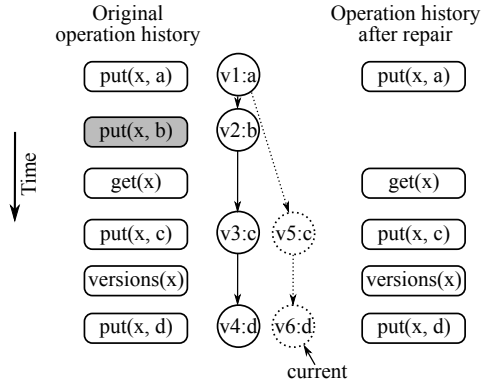 Original
operation history
Operation history
after repair
put(x, a)
v1:a
put(x, a)
put(x, b)
v2:b
Time
get(x)
get(x)
put(x, c)
v3:c
v5:c
put(x, c)
versions(x)
versions(x)
put(x, d)
v4:d
v6:d
put(x, d)
current